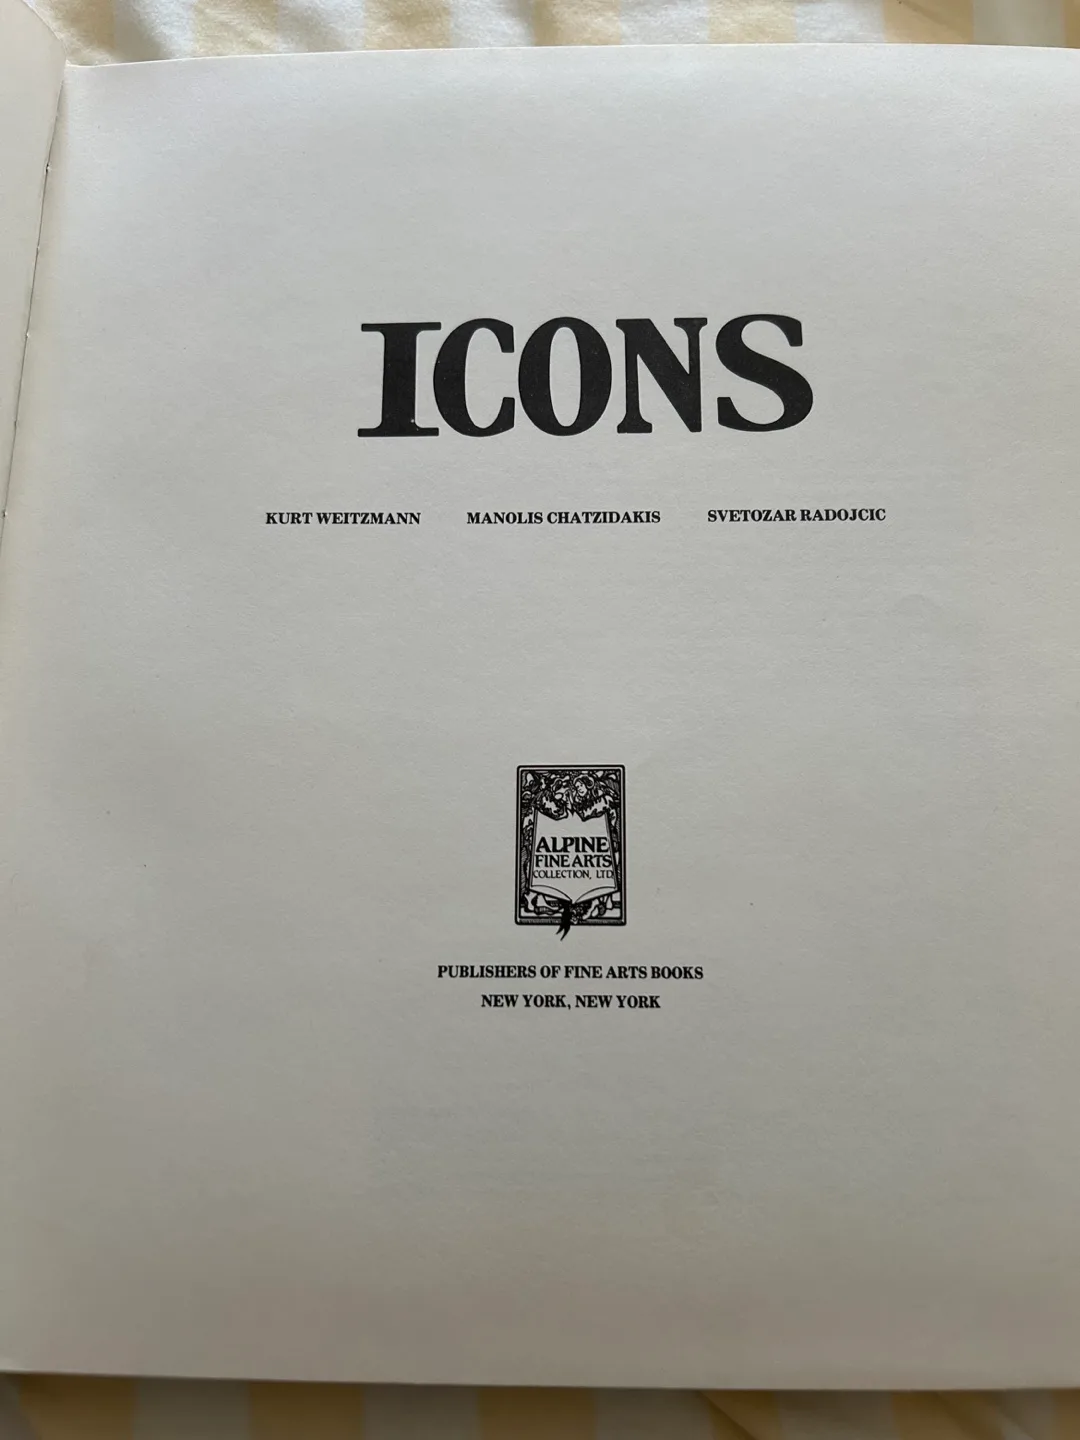 ICONS
KURT WEITZMANN MANOLIS CHATZIDAKIS SVETOZAR RADOJCIC
ALPINE
FINE ARTS
COLLECTION, LTD
PUBLISHERS OF FINE ARTS BOOKS
NEW YORK, NEW YORK